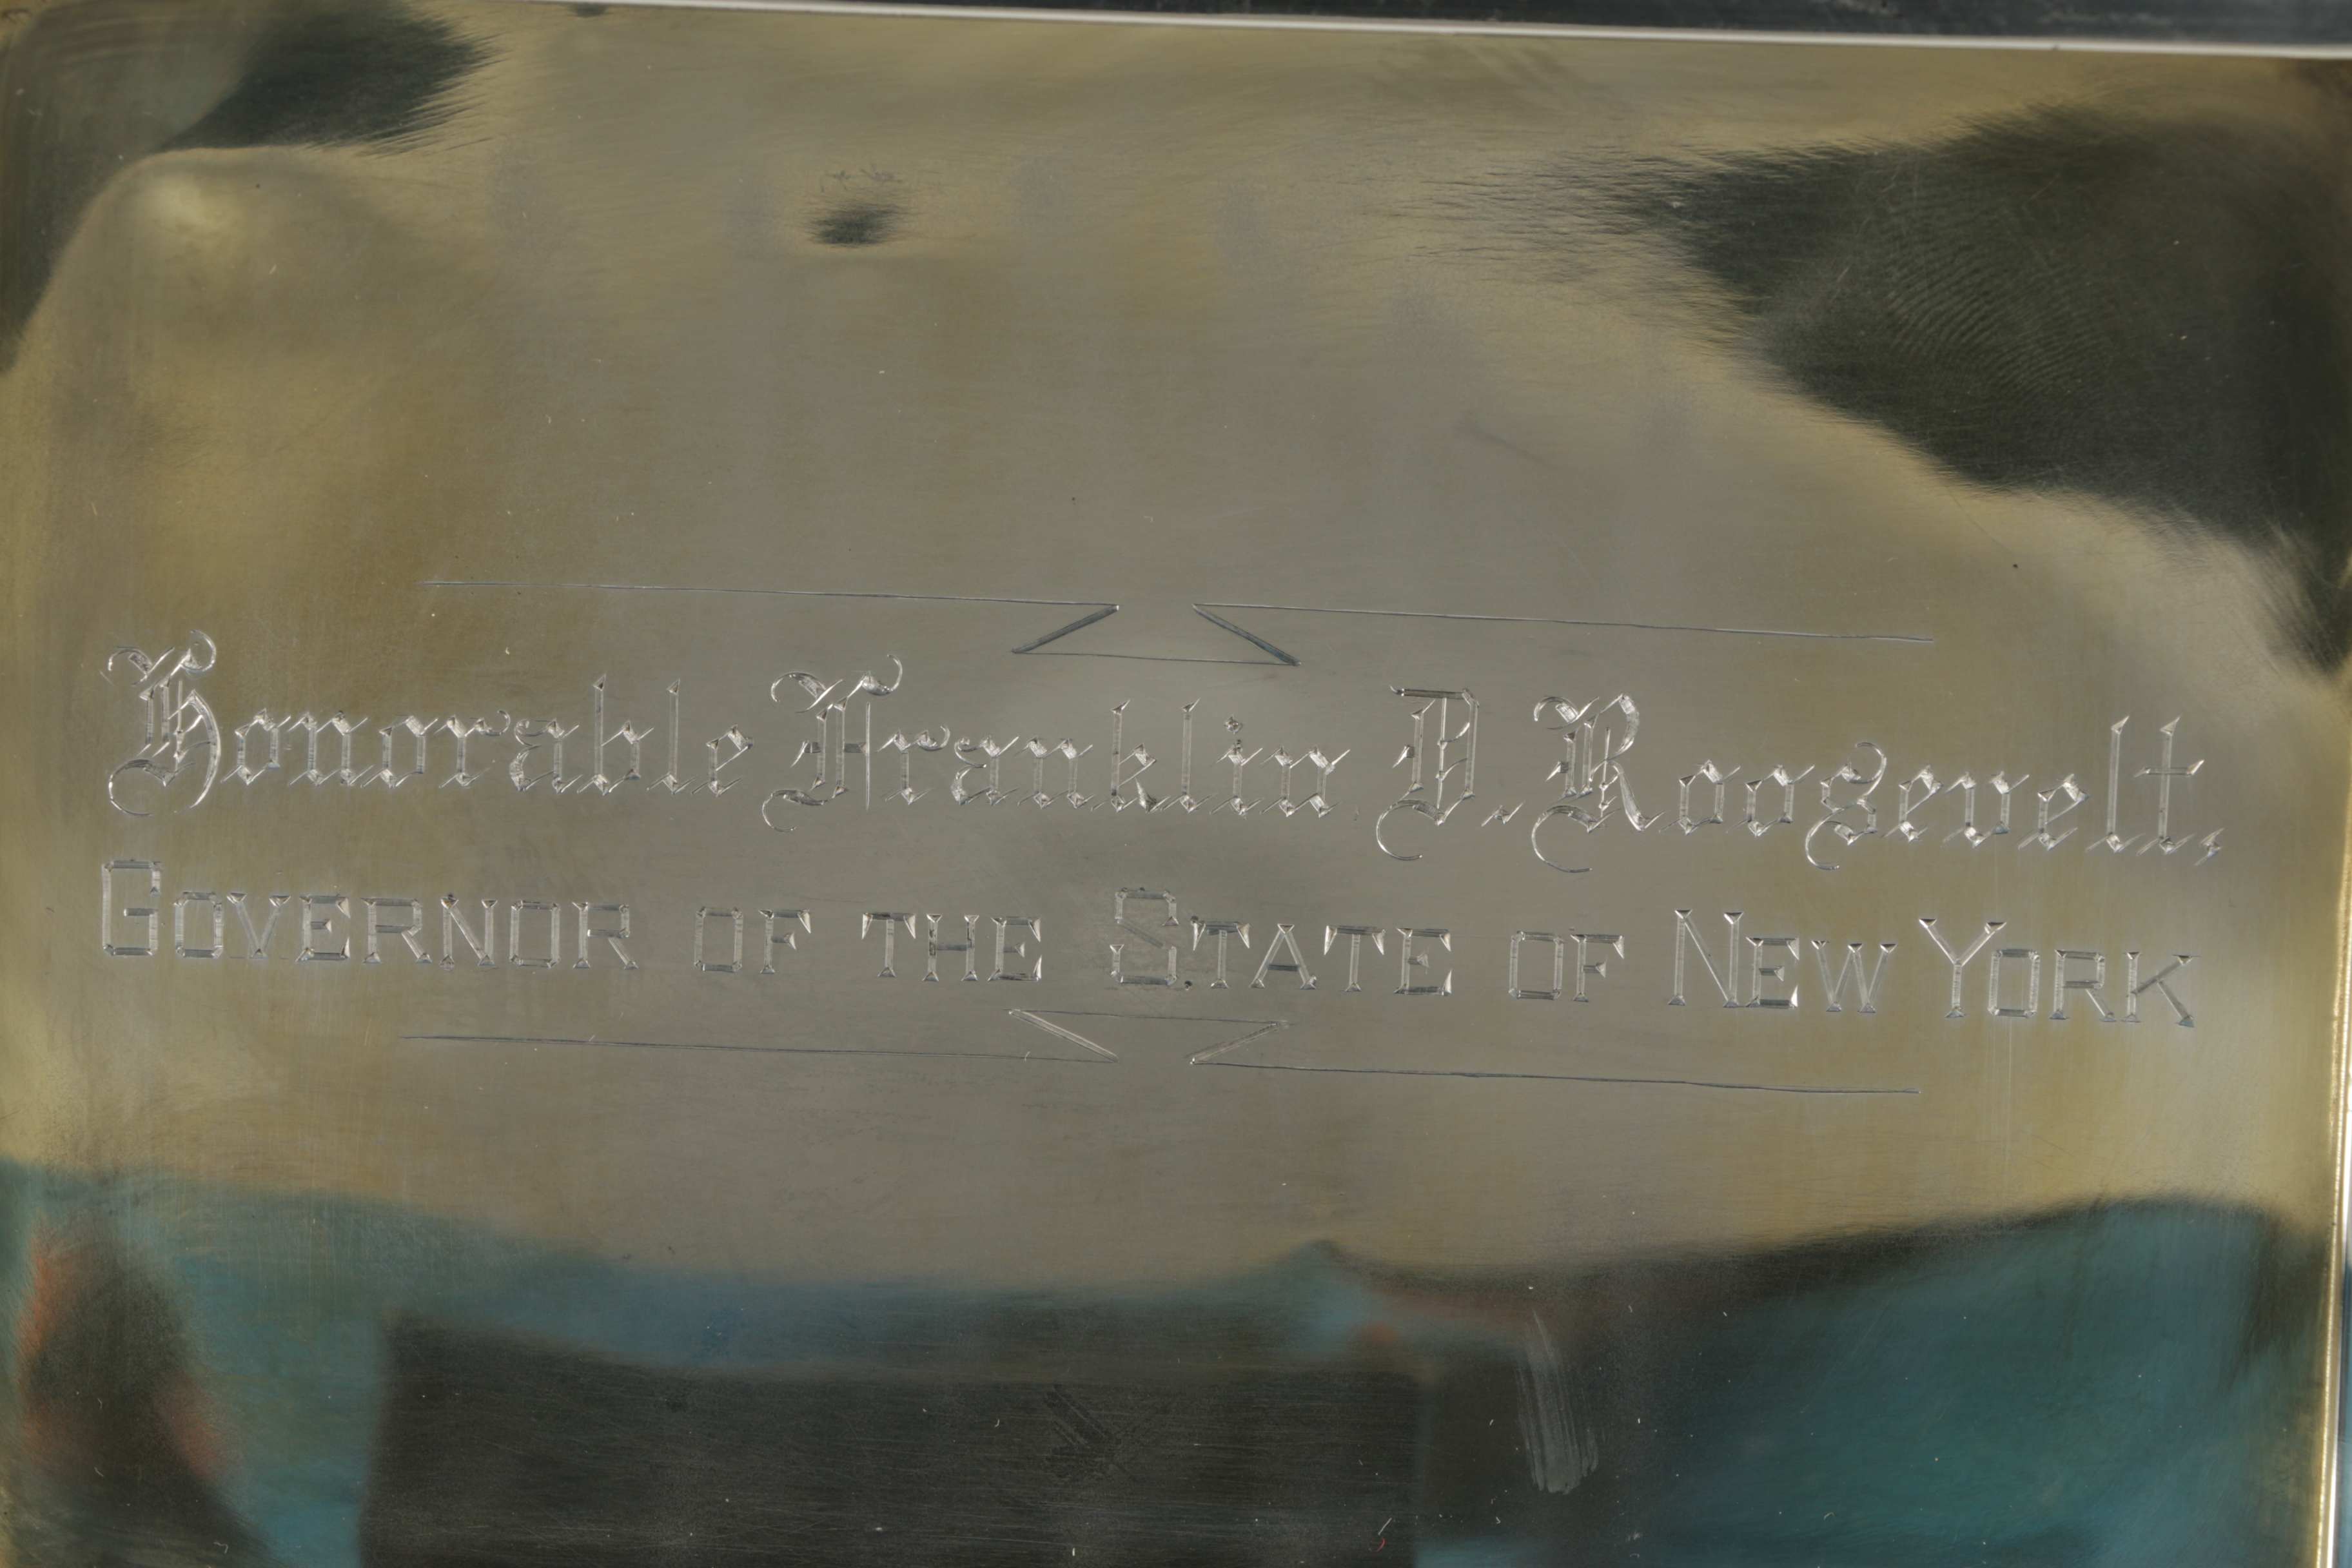 Honorable Franklin D. Roosevelt,
GOVERNOR OF THE STATE OF NEW YORK